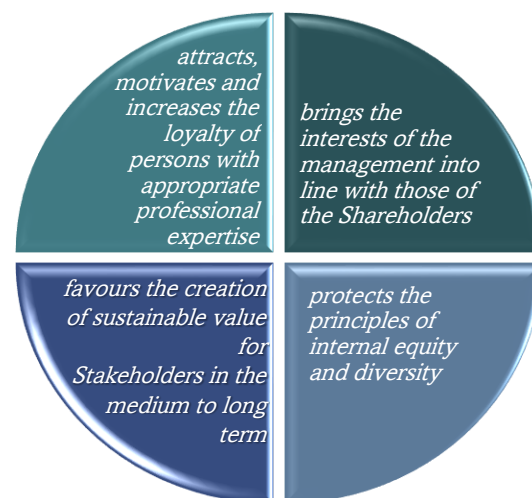 attracts,
motivates and
increases the
loyalty of
persons with
appropriate
professional
expertise
brings the
interests of the
management into
line with those of
the Shareholders
favours the creation
of sustainable value
for
Stakeholders in the
medium to long
term
protects the
principles of
internal equity
and diversity